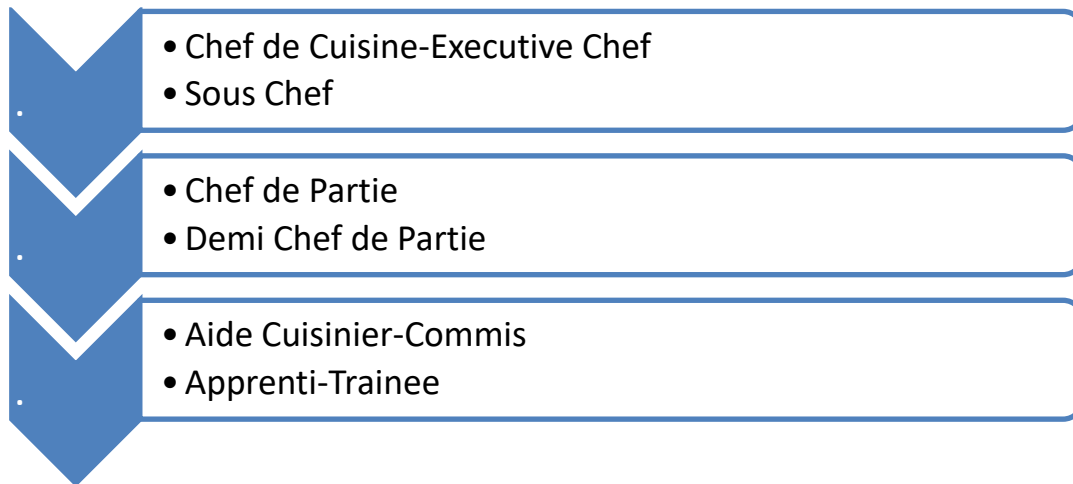 • Chef de Cuisine-Executive Chef
• Sous Chef
.
• Chef de Partie
• Demi Chef de Partie
.
• Aide Cuisinier-Commis
• Apprenti-Trainee
.